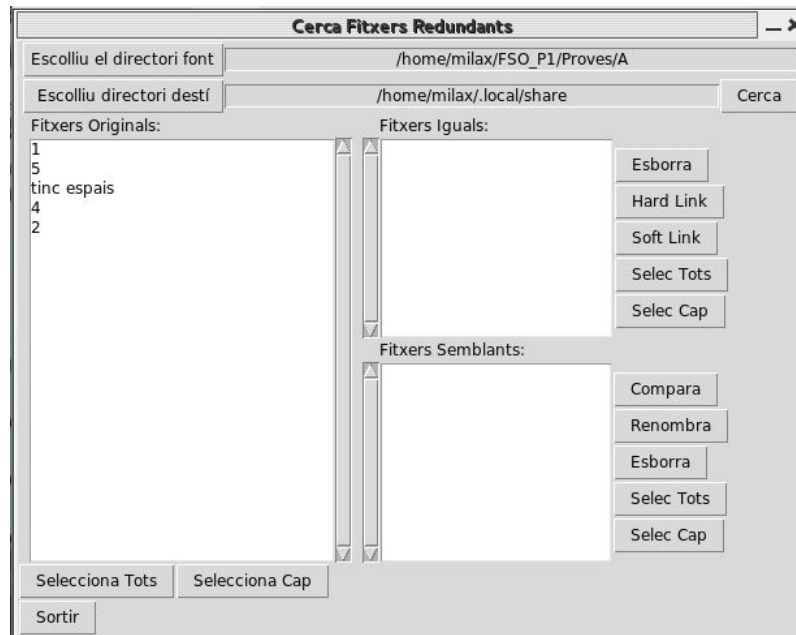 Cerca Fitxers Redundants
Escolliu el directori font /home/milax/FSO_P1/Proves/A
Escolliu directori destí /home/milax/.local/share Cerca
Fitxers Originals:
1
5
tinc espais
4
2
Fitxers Iguals:
Esborra
Hard Link
Soft Link
Selec Tots
Selec Cap
Fitxers Semblants:
Compara
Renombra
Esborra
Selec Tots
Selec Cap
Selecciona Tots Selecciona Cap
Sortir